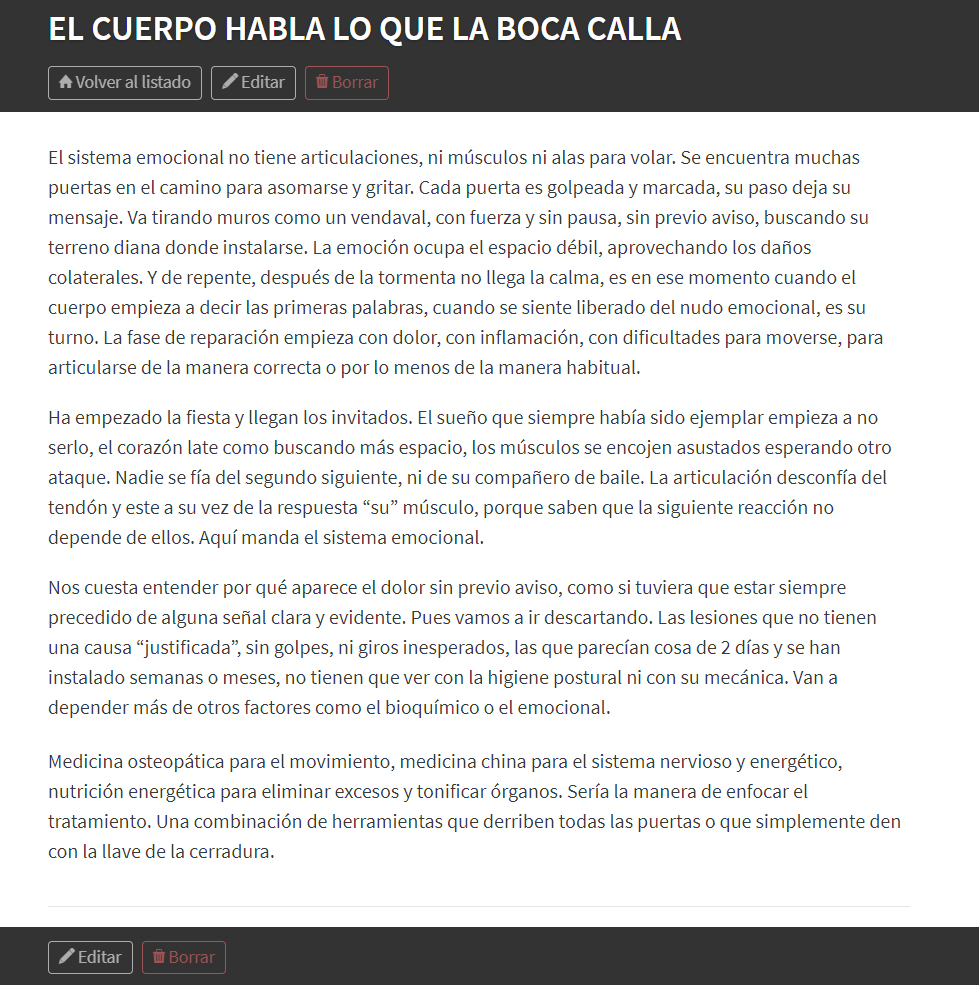 EL CUERPO HABLA LO QUE LA BOCA CALLA
Volver al listado Editar Borrar
El sistema emocional no tiene articulaciones, ni músculos ni alas para volar. Se encuentra muchas
puertas en el camino para asomarse y gritar. Cada puerta es golpeada y marcada, su paso deja su
mensaje. Va tirando muros como un vendaval, con fuerza y sin pausa, sin previo aviso, buscando su
terreno diana donde instalarse. La emoción ocupa el espacio débil, aprovechando los daños
colaterales. Y de repente, después de la tormenta no llega la calma, es en ese momento cuando el
cuerpo empieza a decir las primeras palabras, cuando se siente liberado del nudo emocional, es su
turno. La fase de reparación empieza con dolor, con inflamación, con dificultades para moverse, para
articularse de la manera correcta o por lo menos de la manera habitual.
Ha empezado la fiesta y llegan los invitados. El sueño que siempre había sido ejemplar empieza a no
serlo, el corazón late como buscando más espacio, los músculos se encojen asustados esperando otro
ataque. Nadie se fía del segundo siguiente, ni de su compañero de baile. La articulación desconfía del
tendón y este a su vez de la respuesta “su” músculo, porque saben que la siguiente reacción no
depende de ellos. Aquí manda el sistema emocional.
Nos cuesta entender por qué aparece el dolor sin previo aviso, como si tuviera que estar siempre
precedido de alguna señal clara y evidente. Pues vamos a ir descartando. Las lesiones que no tienen
una causa “justificada”, sin golpes, ni giros inesperados, las que parecían cosa de 2 días y se han
instalado semanas o meses, no tienen que ver con la higiene postural ni con su mecánica. Van a
depender más de otros factores como el bioquímico o el emocional.
Medicina osteopática para el movimiento, medicina china para el sistema nervioso y energético,
nutrición energética para eliminar excesos y tonificar órganos. Sería la manera de enfocar el
tratamiento. Una combinación de herramientas que derriben todas las puertas o que simplemente den
con la llave de la cerradura.
Editar Borrar